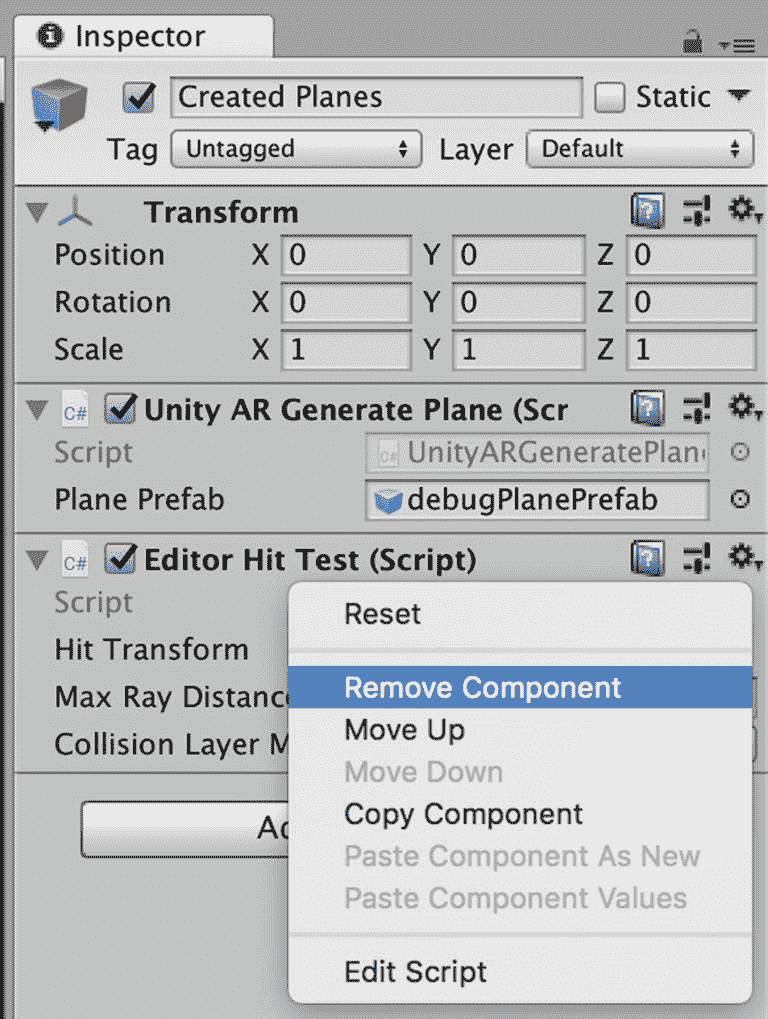 Inspector
Created Planes Static
Tag Untagged Layer Default
Transform
Position X 0 Y 0 Z 0
Rotation X 0 Y 0 Z 0
Scale X 1 Y 1 Z 1
C# Unity AR Generate Plane (Scr
Script C# UnityARGeneratePlan
Plane Prefab debugPlanePrefab
C# Editor Hit Test (Script)
Script
Hit Transform
Max Ray Distanc
Collision Layer M
Ad
Reset
Remove Component
Move Up
Move Down
Copy Component
Paste Component As New
Paste Component Values
Edit Script